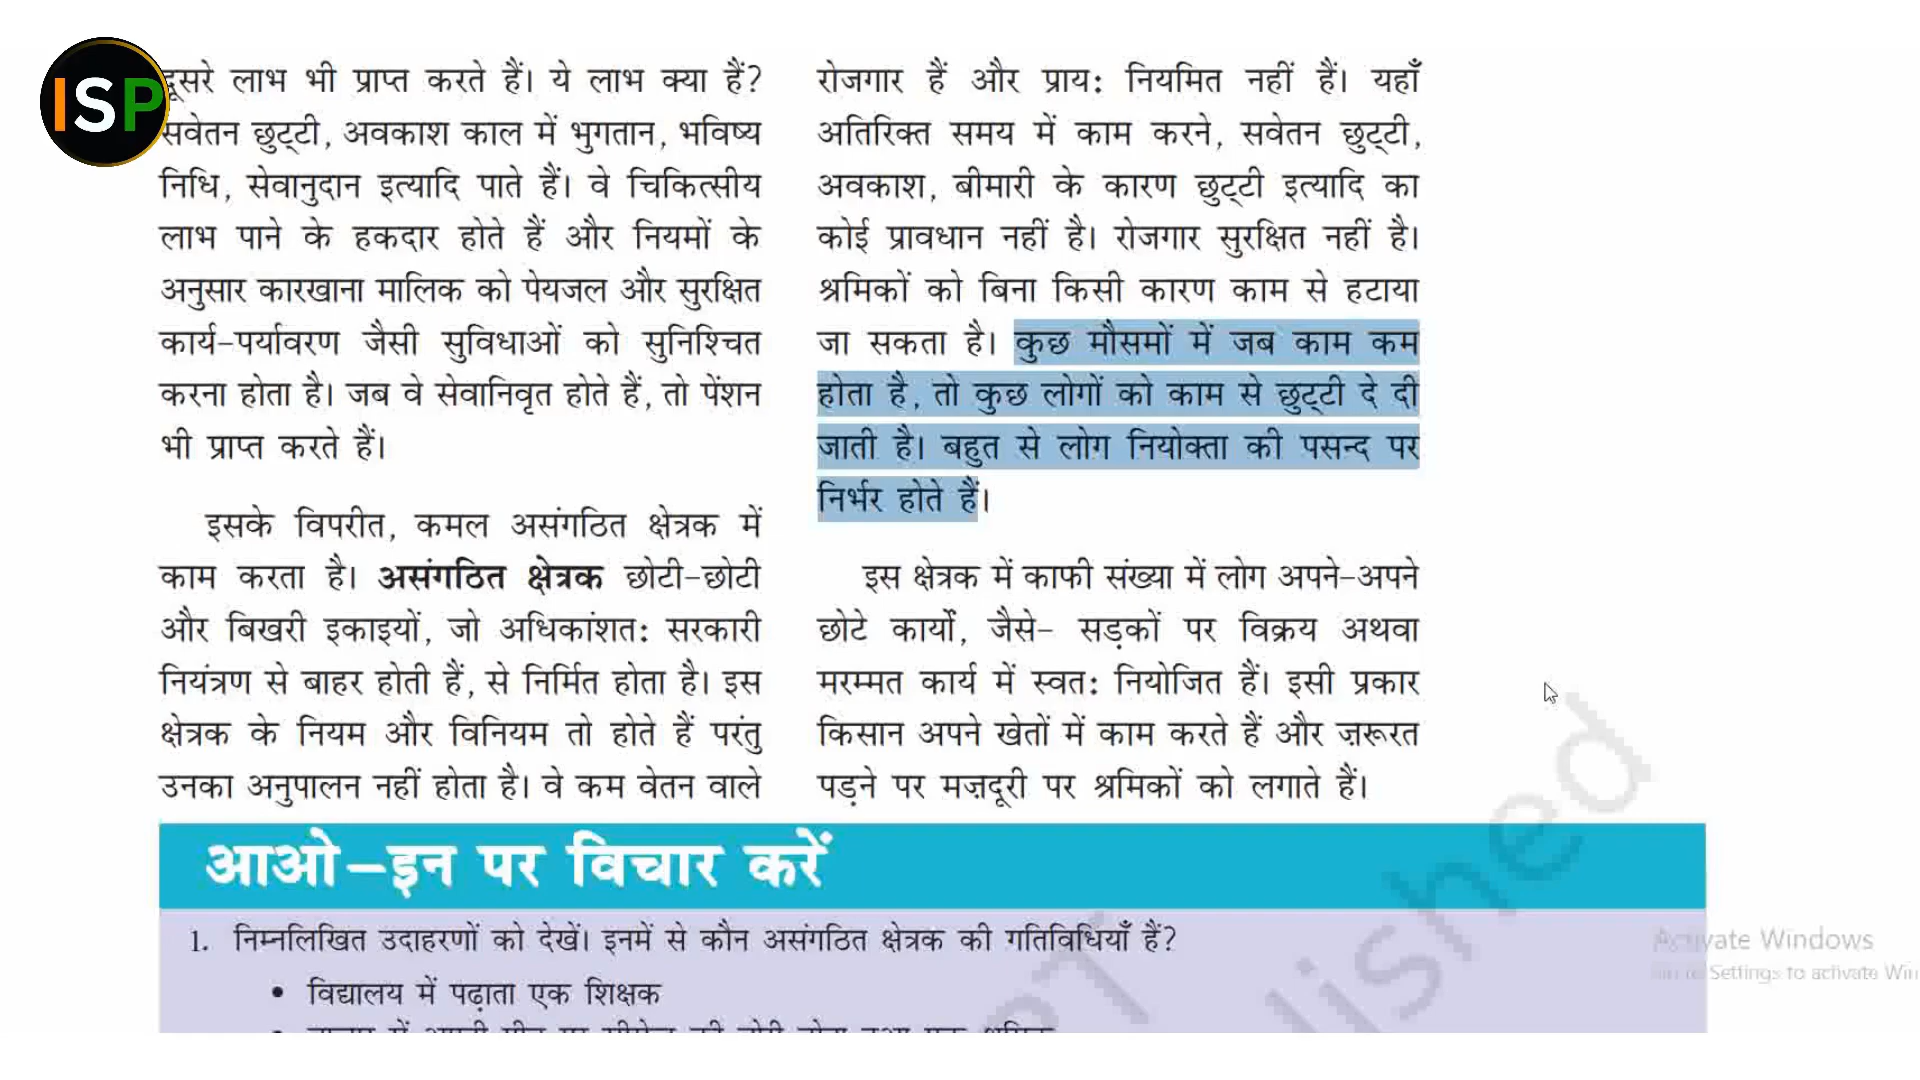 ISP
दूसरे लाभ भी प्राप्त करते हैं। ये लाभ क्या हैं?
सवेतन छुट्टी, अवकाश काल में भुगतान, भविष्य
निधि, सेवानुदान इत्यादि पाते हैं। वे चिकित्सीय
लाभ पाने के हकदार होते हैं और नियमों के
अनुसार कारखाना मालिक को पेयजल और सुरक्षित
कार्य-पर्यावरण जैसी सुविधाओं को सुनिश्चित
करना होता है। जब वे सेवानिवृत होते हैं, तो पेंशन
भी प्राप्त करते हैं।
इसके विपरीत, कमल असंगठित क्षेत्रक में
काम करता है। असंगठित क्षेत्रक छोटी-छोटी
और बिखरी इकाइयों, जो अधिकांशतः सरकारी
नियंत्रण से बाहर होती हैं, से निर्मित होता है। इस
क्षेत्रक के नियम और विनियम तो होते हैं परंतु
उनका अनुपालन नहीं होता है। वे कम वेतन वाले
रोजगार हैं और प्रायः नियमित नहीं हैं। यहाँ
अतिरिक्त समय में काम करने, सवेतन छुट्टी,
अवकाश, बीमारी के कारण छुट्टी इत्यादि का
कोई प्रावधान नहीं है। रोजगार सुरक्षित नहीं है।
श्रमिकों को बिना किसी कारण काम से हटाया
जा सकता है। कुछ मौसमों में जब काम कम
होता है, तो कुछ लोगों को काम से छुट्टी दे दी
जाती है। बहुत से लोग नियोक्ता की पसन्द पर
निर्भर होते हैं।
इस क्षेत्रक में काफी संख्या में लोग अपने-अपने
छोटे कार्यों, जैसे- सड़कों पर विक्रय अथवा
मरम्मत कार्य में स्वतः नियोजित हैं। इसी प्रकार
किसान अपने खेतों में काम करते हैं और ज़रूरत
पड़ने पर मज़दूरी पर श्रमिकों को लगाते हैं।
आओ-इन पर विचार करें
1. निम्नलिखित उदाहरणों को देखें। इनमें से कौन असंगठित क्षेत्रक की गतिविधियाँ हैं?
• विद्यालय में पढ़ाता एक शिक्षक
Activate Windows
Settings to activate Win